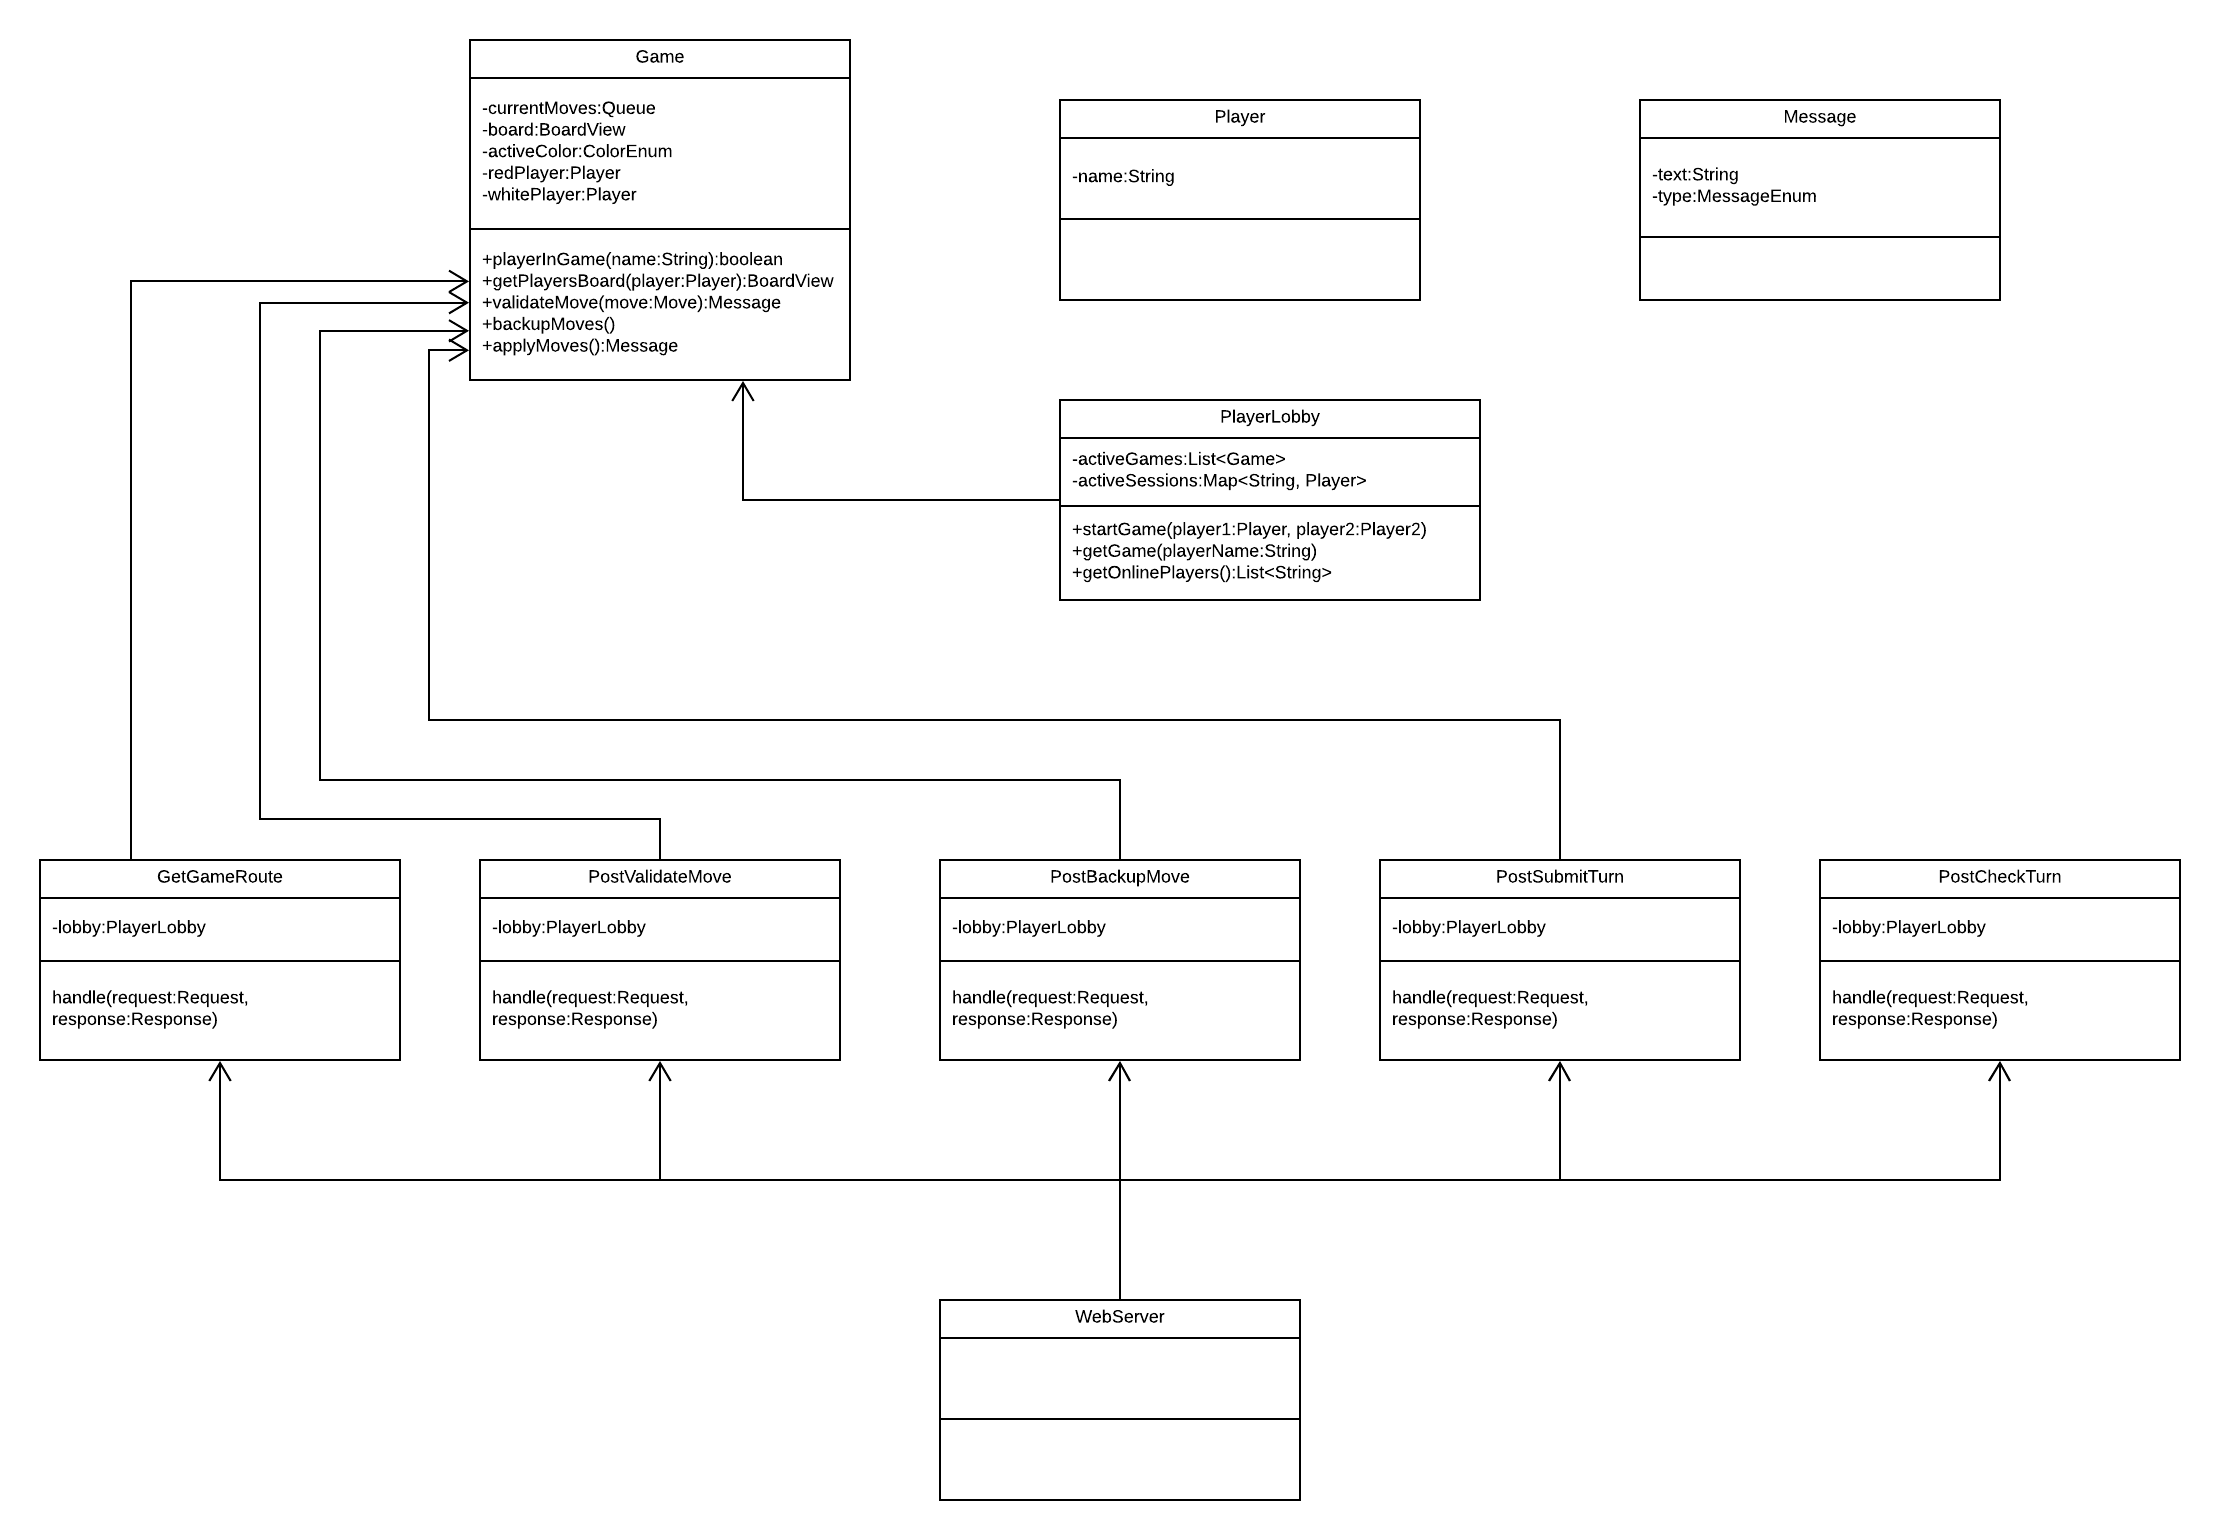 Game
-currentMoves:Queue
-board:BoardView
-activeColor:ColorEnum
-redPlayer:Player
-whitePlayer:Player
+playerInGame(name:String):boolean
+getPlayersBoard(player:Player):BoardView
+validateMove(move:Move):Message
+backupMoves()
+applyMoves():Message
Player
-name:String
Message
-text:String
-type:MessageEnum
PlayerLobby
-activeGames:List<Game>
-activeSessions:Map<String, Player>
+startGame(player1:Player, player2:Player2)
+getGame(playerName:String)
+getOnlinePlayers():List<String>
GetGameRoute
-lobby:PlayerLobby
handle(request:Request,
response:Response)
PostValidateMove
-lobby:PlayerLobby
handle(request:Request,
response:Response)
PostBackupMove
-lobby:PlayerLobby
handle(request:Request,
response:Response)
PostSubmitTurn
-lobby:PlayerLobby
handle(request:Request,
response:Response)
PostCheckTurn
-lobby:PlayerLobby
handle(request:Request,
response:Response)
WebServer